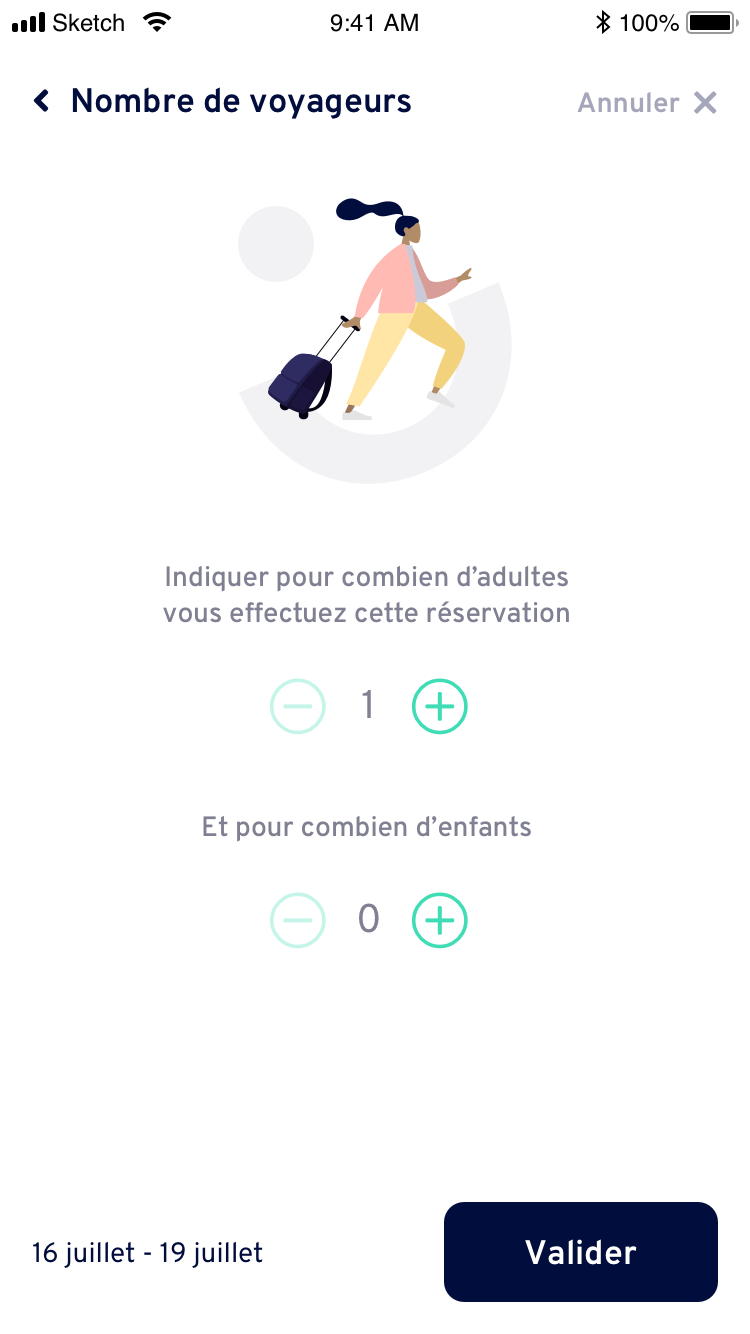 Sketch 9:41 AM 100%
Nombre de voyageurs Annuler
Indiquer pour combien d’adultes
vous effectuez cette réservation
1
Et pour combien d’enfants
0
16 juillet - 19 juillet Valider